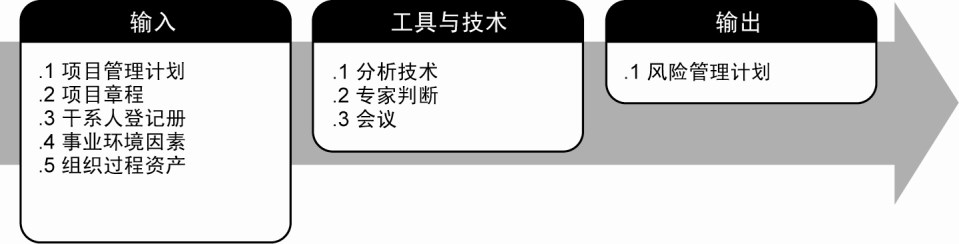 输入
.1 项目管理计划
.2 项目章程
.3 干系人登记册
.4 事业环境因素
.5 组织过程资产
工具与技术
.1 分析技术
.2 专家判断
.3 会议
输出
.1 风险管理计划